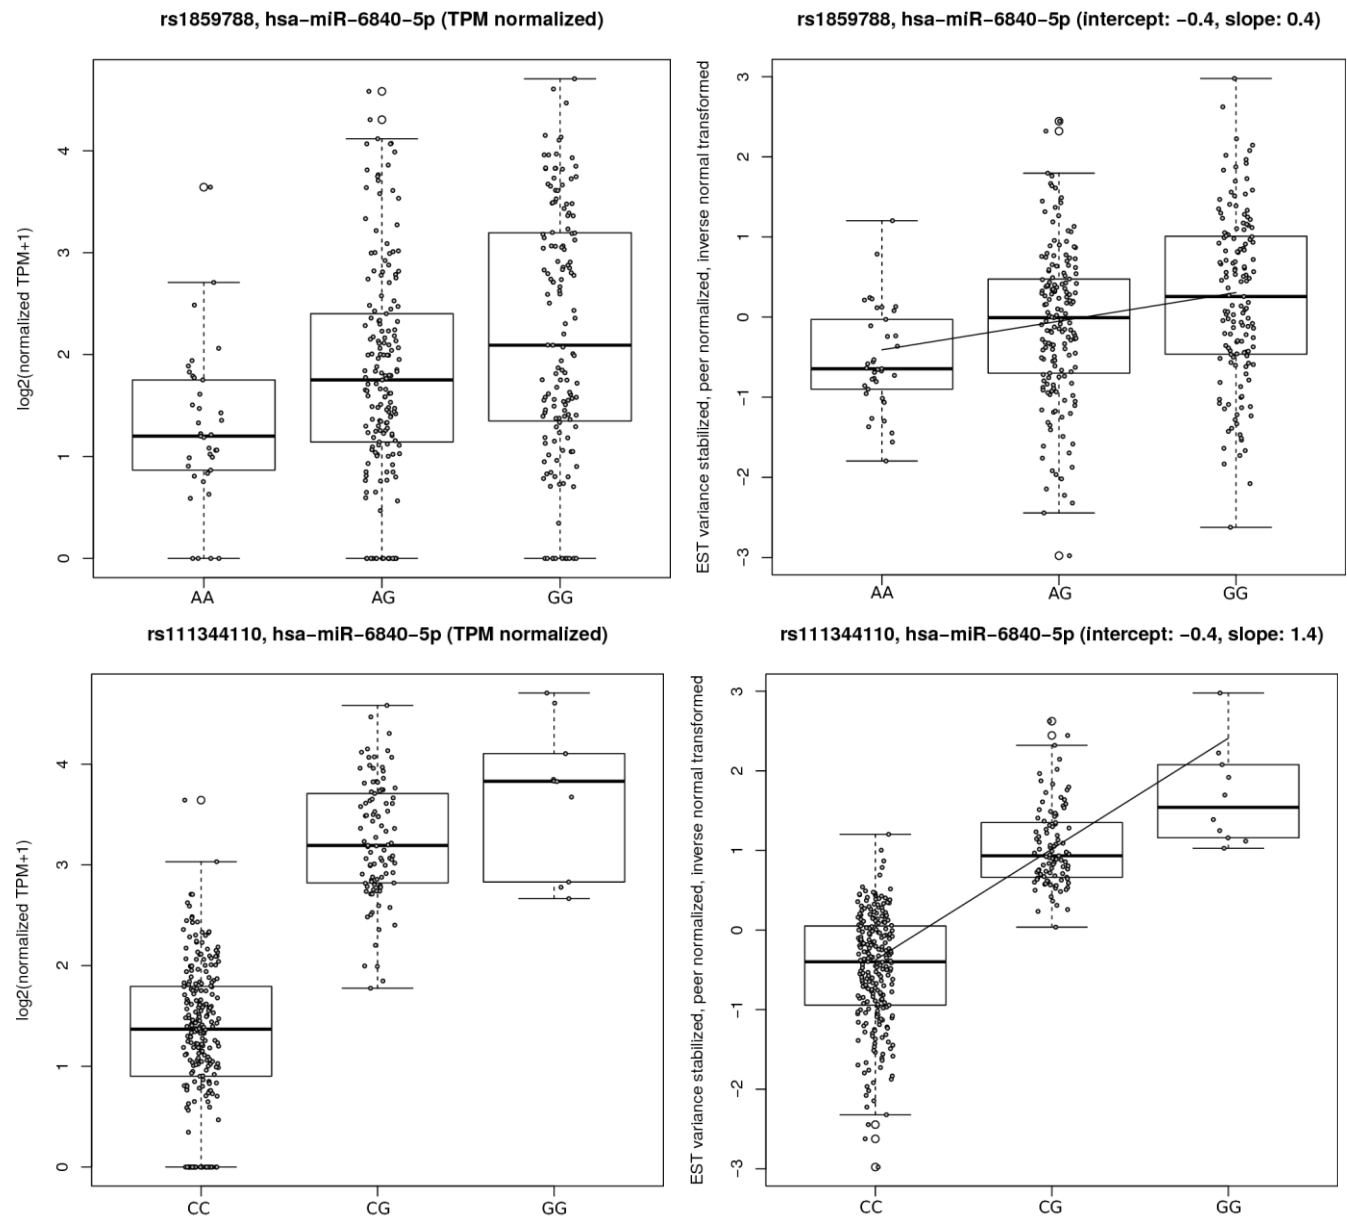 rs1859788, hsa−miR−6840−5p (TPM normalized)
log2(normalized TPM+1)
4
3
2
1
0
AA AG GG
rs1859788, hsa−miR−6840−5p (intercept: −0.4, slope: 0.4)
EST variance stabilized, peer normalized, inverse normal transformed
3
2
1
0
−1
−2
−3
AA AG GG
rs111344110, hsa−miR−6840−5p (TPM normalized)
log2(normalized TPM+1)
4
3
2
1
0
CC CG GG
rs111344110, hsa−miR−6840−5p (intercept: −0.4, slope: 1.4)
EST variance stabilized, peer normalized, inverse normal transformed
3
2
1
0
−1
−2
−3
CC CG GG